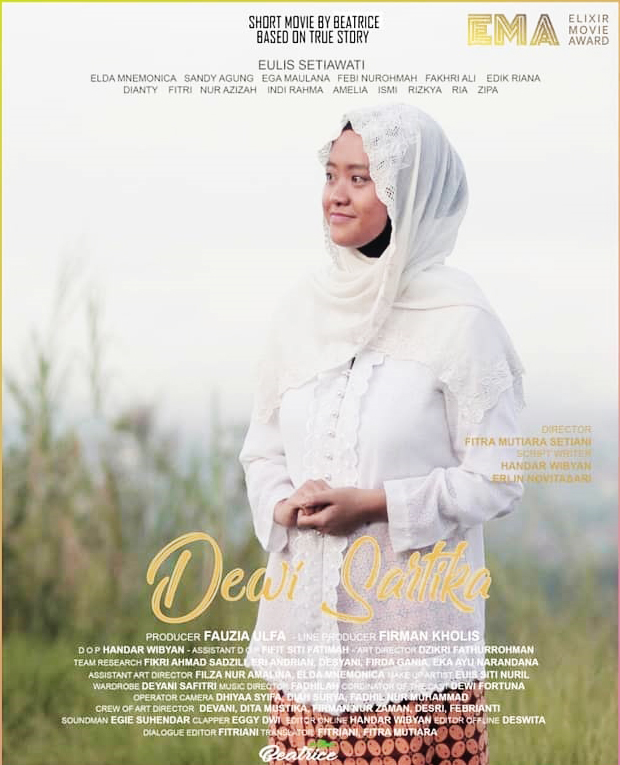 SHORT MOVIE BY BEATRICE
BASED ON TRUE STORY
EMA
ELIXIR
MOVIE
AWARD
EULIS SETIAWATI
ELDA MNEMONICA SANDY AGUNG EGA MAULANA FEBI NUROHMAH FAKHRI ALI EDIK RIANA
DIANTY FITRI NUR AZIZAH INDI RAHMA AMELIA ISMI RIZKYA RIA ZIPA
DIRECTOR
FITRA MUTIARA SETIANI
SCRIPT WRITER
HANDAR WIBYAN
ERLIN NOVITASARI
Dewi Sartika
PRODUCER FAUZIA ULFA - LINE PRODUCER FIRMAN KHOLIS
D O P HANDAR WIBYAN - ASSISTANT D O P FIFIT SITI FATIMAH - ART DIRECTOR DZIKRI FATHURROHMAN
TEAM RESEARCH FIKRI AHMAD SADZILI, ERI ANDRIAN, DESYANI, FIRDA GANIA, EKA AYU NARANDANA
ASSISTANT ART DIRECTOR FILZA NUR AMALINA, ELDA MNEMONICA MAKE UP ARTIST EUIS SITI NURIL
WARDROBE DEYANI SAFITRI MUSIC DIRECTOR FADHILAH CORDINATOR OF THE CAST DEWI FORTUNA
OPERATOR CAMERA DHIYAA SYIFA, DIAH SURYA, FADHIL NUR MUHAMMAD
CREW OF ART DIRECTOR DEVANI, DITA MUSTIKA, FIRMAN NUR ZAMAN, DESRI, FEBRIANTI
SOUNDMAN EGIE SUHENDAR CLAPPER EGGY DWI EDITOR ONLINE HANDAR WIBYAN EDITOR OFFLINE DESWITA
DIALOGUE EDITOR FITRIANI TRANSLATOR FITRIANI, FITRA MUTIARA
Beatrice